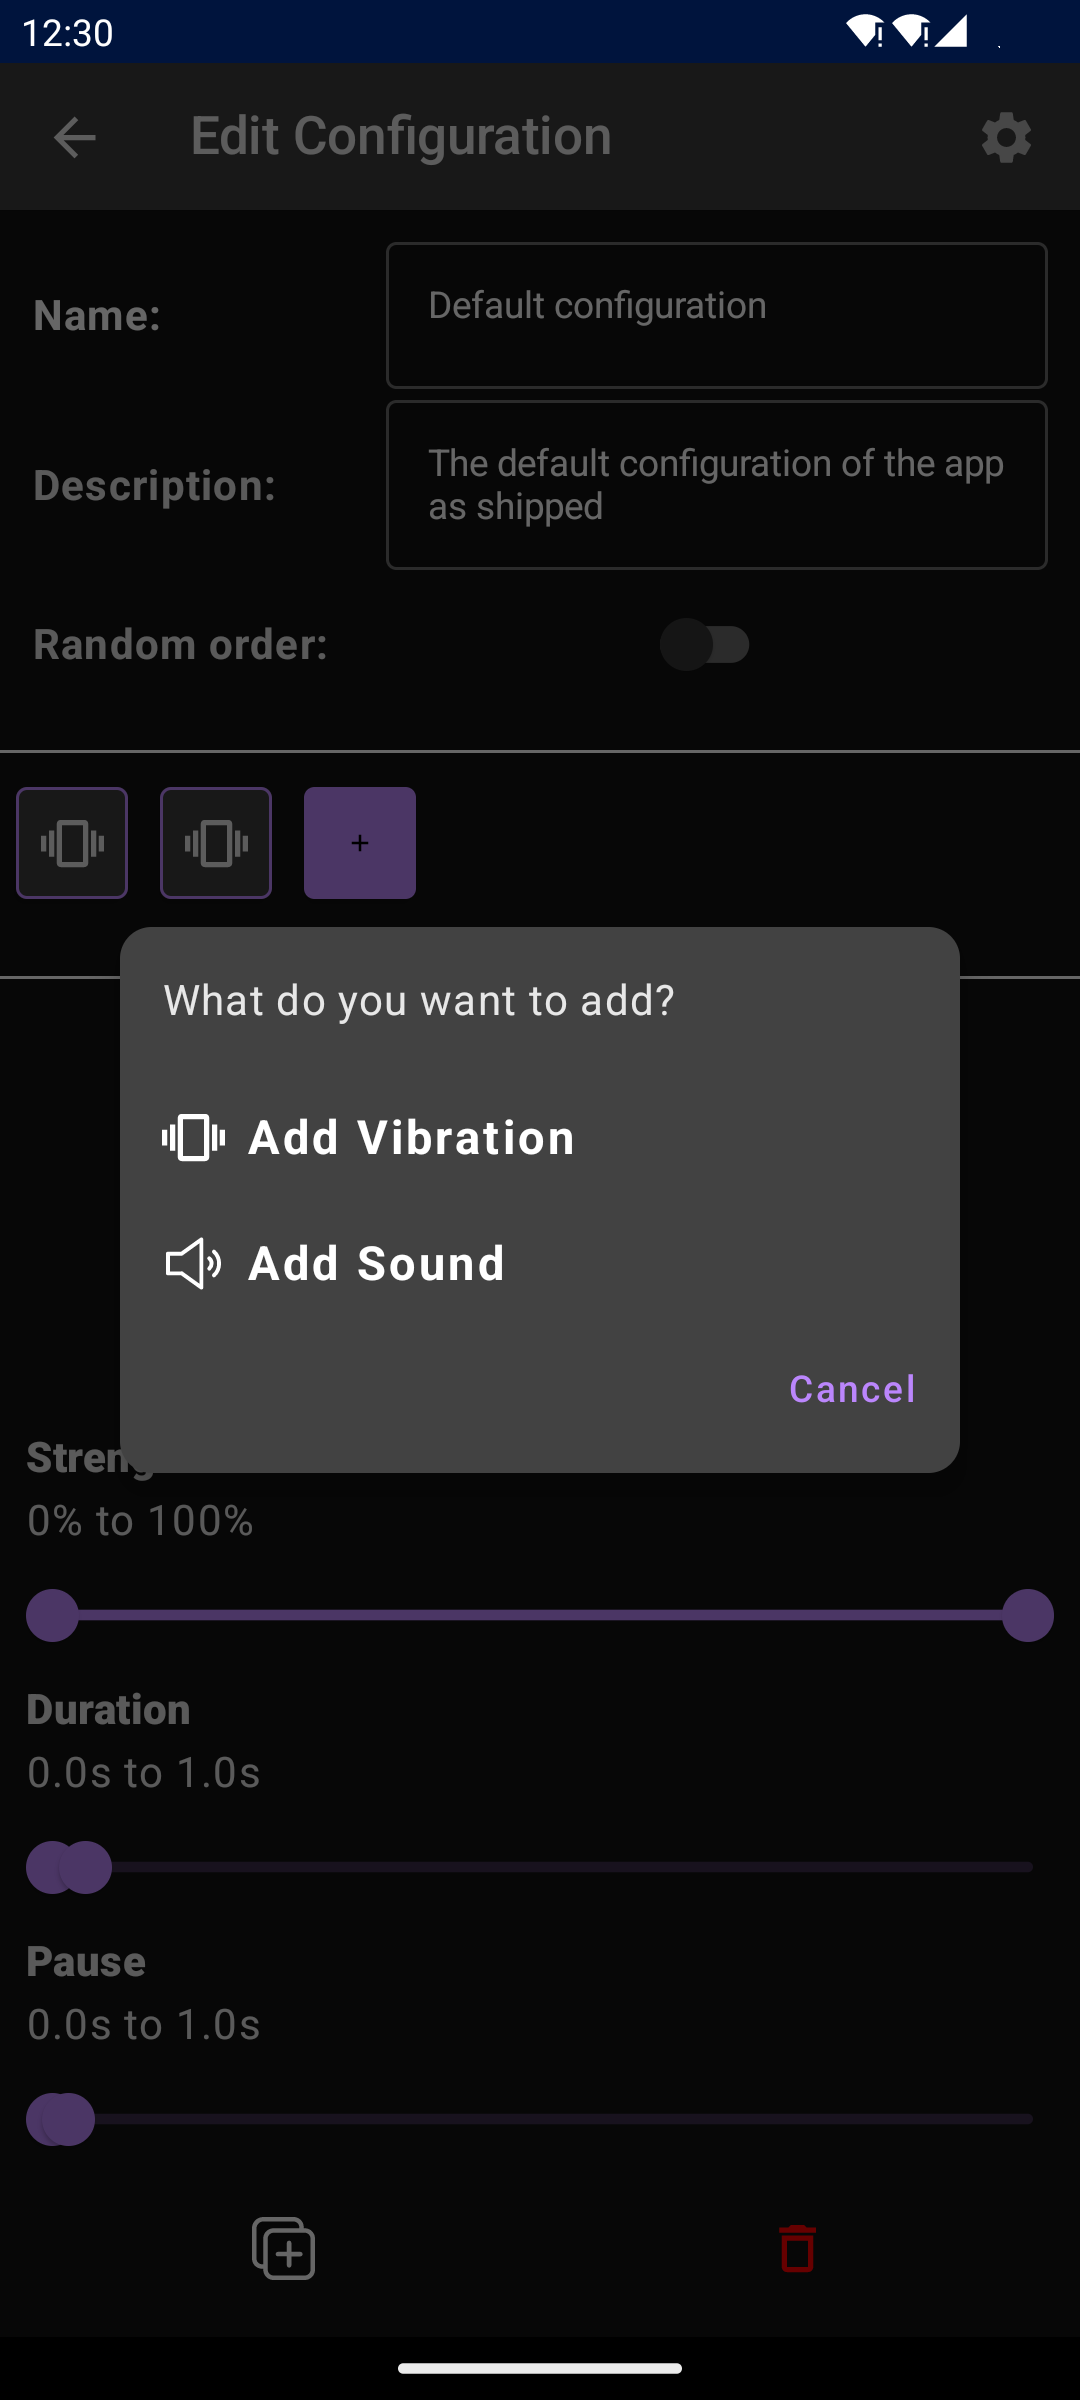 12:30
Edit Configuration
Name:
Default configuration
Description:
The default configuration of the app
as shipped
Random order:
+
What do you want to add?
Add Vibration
Add Sound
Cancel
0% to 100%
Duration
0.0s to 1.0s
Pause
0.0s to 1.0s